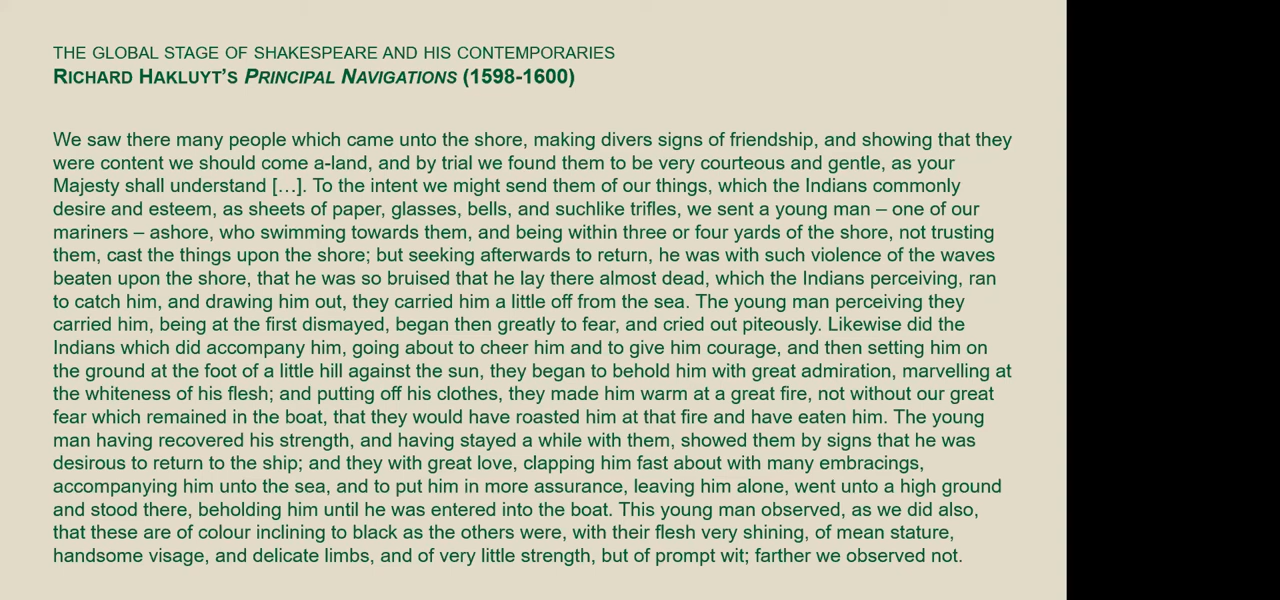 THE GLOBAL STAGE OF SHAKESPEARE AND HIS CONTEMPORARIES
RICHARD HAKLUYT’S PRINCIPAL NAVIGATIONS (1598-1600)
We saw there many people which came unto the shore, making divers signs of friendship, and showing that they
were content we should come a-land, and by trial we found them to be very courteous and gentle, as your
Majesty shall understand […]. To the intent we might send them of our things, which the Indians commonly
desire and esteem, as sheets of paper, glasses, bells, and suchlike trifles, we sent a young man – one of our
mariners – ashore, who swimming towards them, and being within three or four yards of the shore, not trusting
them, cast the things upon the shore; but seeking afterwards to return, he was with such violence of the waves
beaten upon the shore, that he was so bruised that he lay there almost dead, which the Indians perceiving, ran
to catch him, and drawing him out, they carried him a little off from the sea. The young man perceiving they
carried him, being at the first dismayed, began then greatly to fear, and cried out piteously. Likewise did the
Indians which did accompany him, going about to cheer him and to give him courage, and then setting him on
the ground at the foot of a little hill against the sun, they began to behold him with great admiration, marvelling at
the whiteness of his flesh; and putting off his clothes, they made him warm at a great fire, not without our great
fear which remained in the boat, that they would have roasted him at that fire and have eaten him. The young
man having recovered his strength, and having stayed a while with them, showed them by signs that he was
desirous to return to the ship; and they with great love, clapping him fast about with many embracings,
accompanying him unto the sea, and to put him in more assurance, leaving him alone, went unto a high ground
and stood there, beholding him until he was entered into the boat. This young man observed, as we did also,
that these are of colour inclining to black as the others were, with their flesh very shining, of mean stature,
handsome visage, and delicate limbs, and of very little strength, but of prompt wit; farther we observed not.